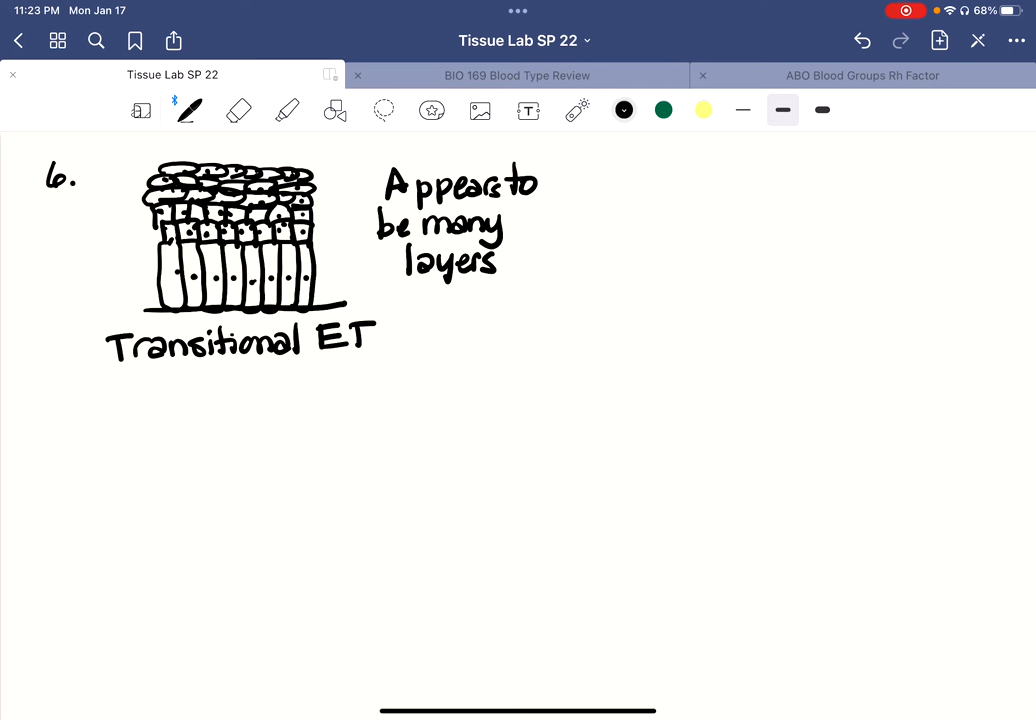 11:23 PM Mon Jan 17
68%
Tissue Lab SP 22
Tissue Lab SP 22
BIO 169 Blood Type Review
ABO Blood Groups Rh Factor
T
6.
Appears to
be many
layers
Transitional ET